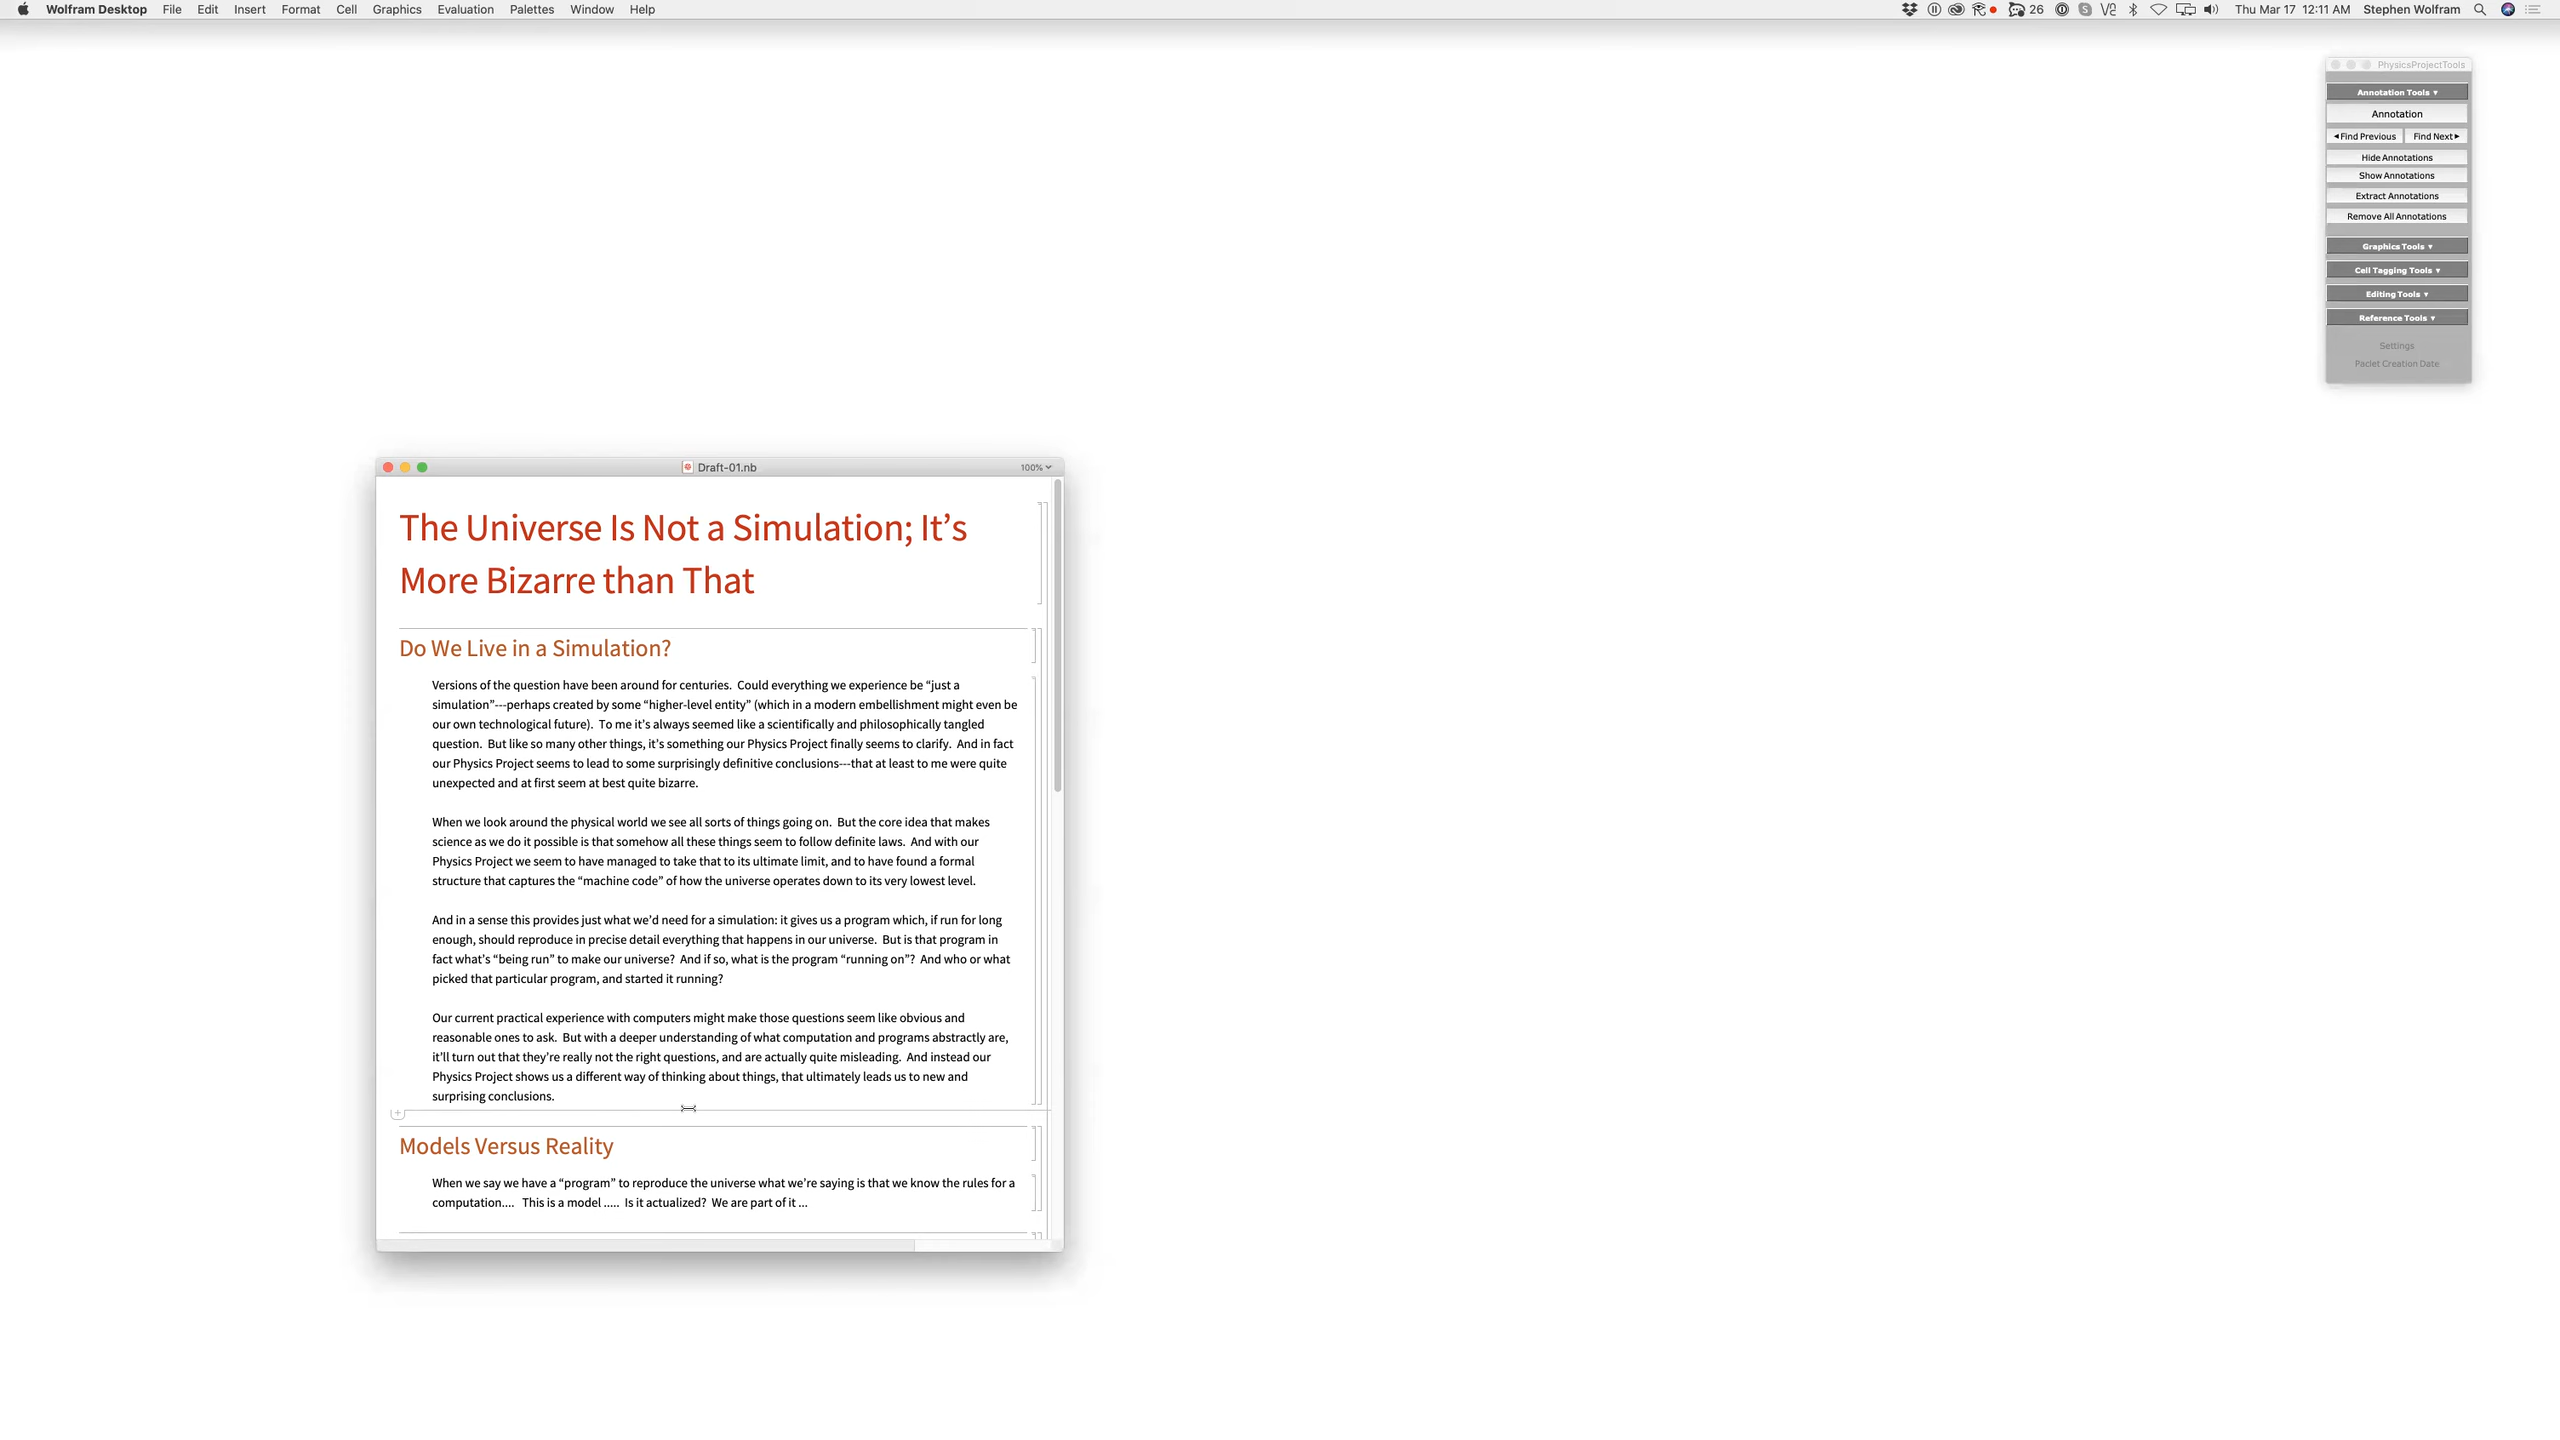 Wolfram Desktop File Edit Insert Format Cell Graphics Evaluation Palettes Window Help
26 Thu Mar 17 12:11 AM Stephen Wolfram
PhysicsProjectTools
Annotation Tools ▾
Annotation
◂Find Previous Find Next▸
Hide Annotations
Show Annotations
Extract Annotations
Remove All Annotations
Graphics Tools ▾
Cell Tagging Tools ▾
Editing Tools ▾
Reference Tools ▾
Settings
Paclet Creation Date
Draft-01.nb
100%
The Universe Is Not a Simulation; It’s
More Bizarre than That
Do We Live in a Simulation?
Versions of the question have been around for centuries.  Could everything we experience be “just a
simulation”---perhaps created by some “higher-level entity” (which in a modern embellishment might even be
our own technological future).  To me it’s always seemed like a scientifically and philosophically tangled
question.  But like so many other things, it’s something our Physics Project finally seems to clarify.  And in fact
our Physics Project seems to lead to some surprisingly definitive conclusions---that at least to me were quite
unexpected and at first seem at best quite bizarre.
When we look around the physical world we see all sorts of things going on.  But the core idea that makes
science as we do it possible is that somehow all these things seem to follow definite laws.  And with our
Physics Project we seem to have managed to take that to its ultimate limit, and to have found a formal
structure that captures the “machine code” of how the universe operates down to its very lowest level.
And in a sense this provides just what we’d need for a simulation: it gives us a program which, if run for long
enough, should reproduce in precise detail everything that happens in our universe.  But is that program in
fact what’s “being run” to make our universe?  And if so, what is the program “running on”?  And who or what
picked that particular program, and started it running?
Our current practical experience with computers might make those questions seem like obvious and
reasonable ones to ask.  But with a deeper understanding of what computation and programs abstractly are,
it’ll turn out that they’re really not the right questions, and are actually quite misleading.  And instead our
Physics Project shows us a different way of thinking about things, that ultimately leads us to new and
surprising conclusions.
Models Versus Reality
When we say we have a “program” to reproduce the universe what we’re saying is that we know the rules for a
computation....   This is a model .....  Is it actualized?  We are part of it ...